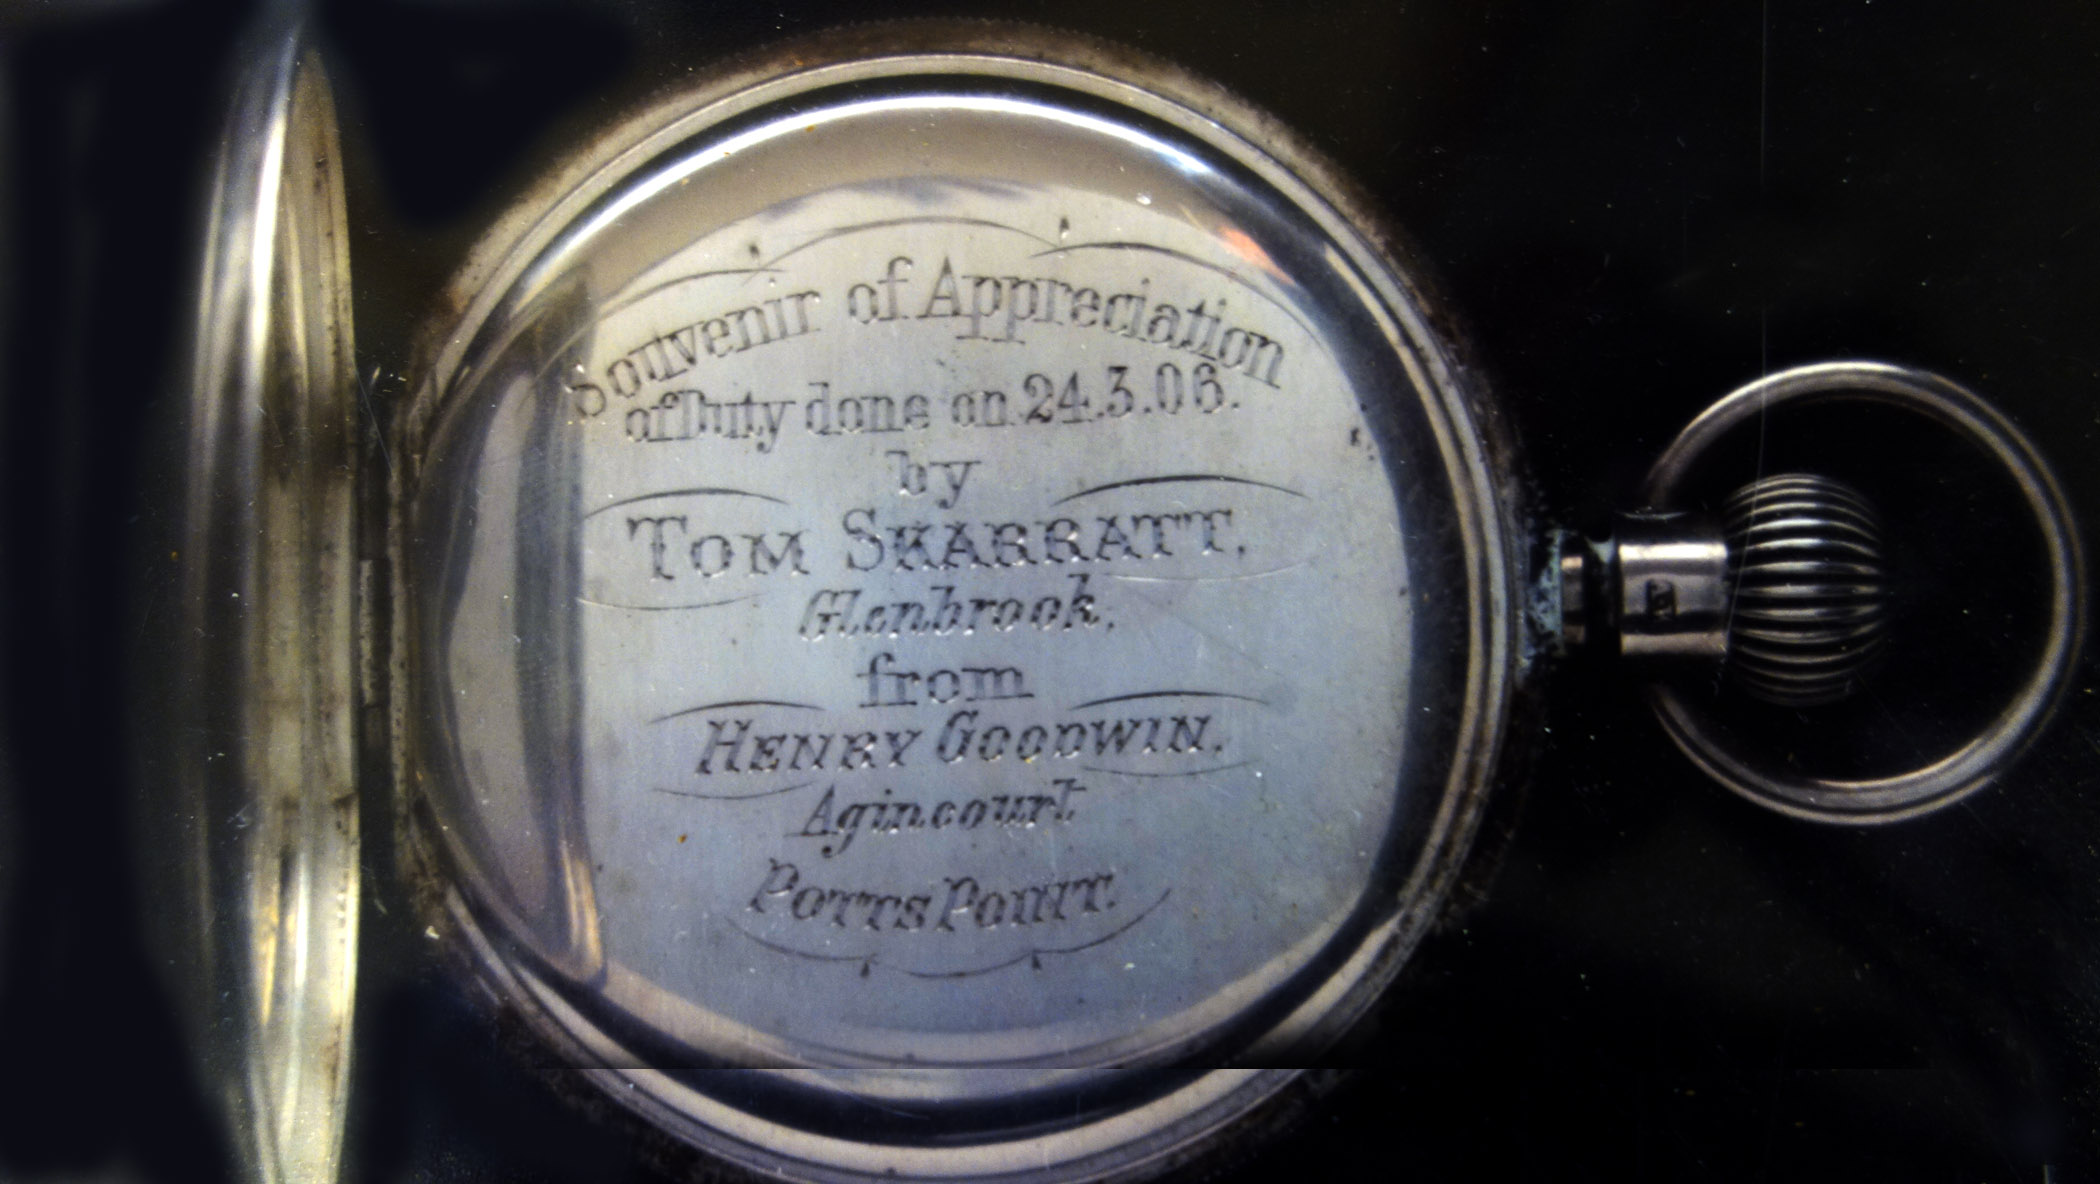 Souvenir of Appreciation
of Duty done on 24.3.06.
by
TOM SKARRATT,
Glenbrook,
from
HENRY GOODWIN,
Agincourt
POTTS POINT.